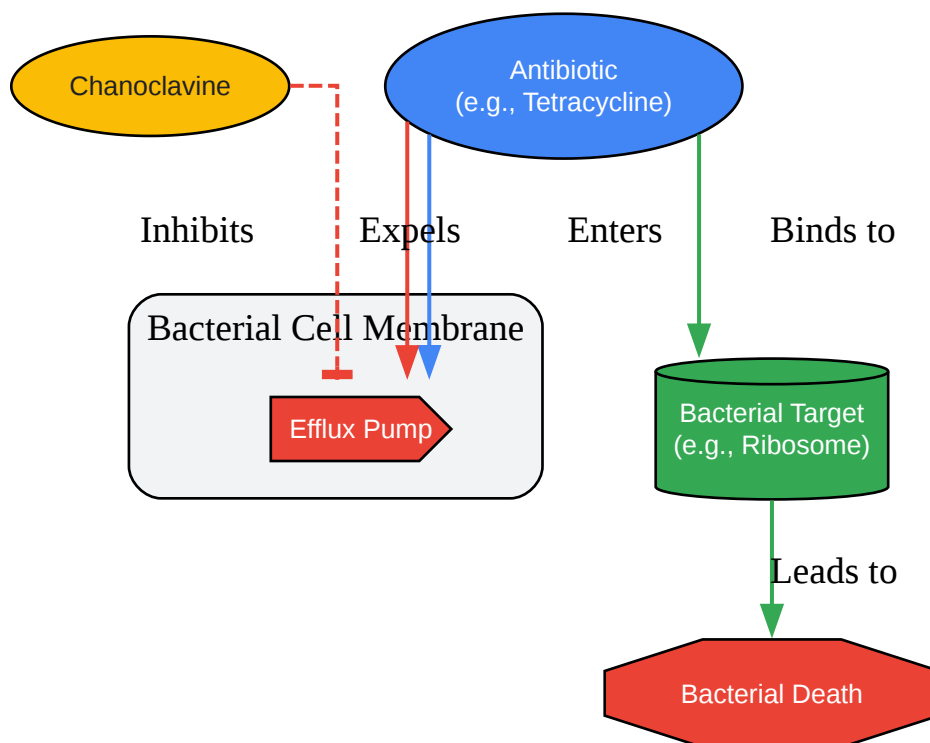 Chanoclavine
Antibiotic
(e.g., Tetracycline)
Inhibits
Expels
Enters
Binds to
Bacterial Cell Membrane
Efflux Pump
Bacterial Target
(e.g., Ribosome)
Leads to
Bacterial Death